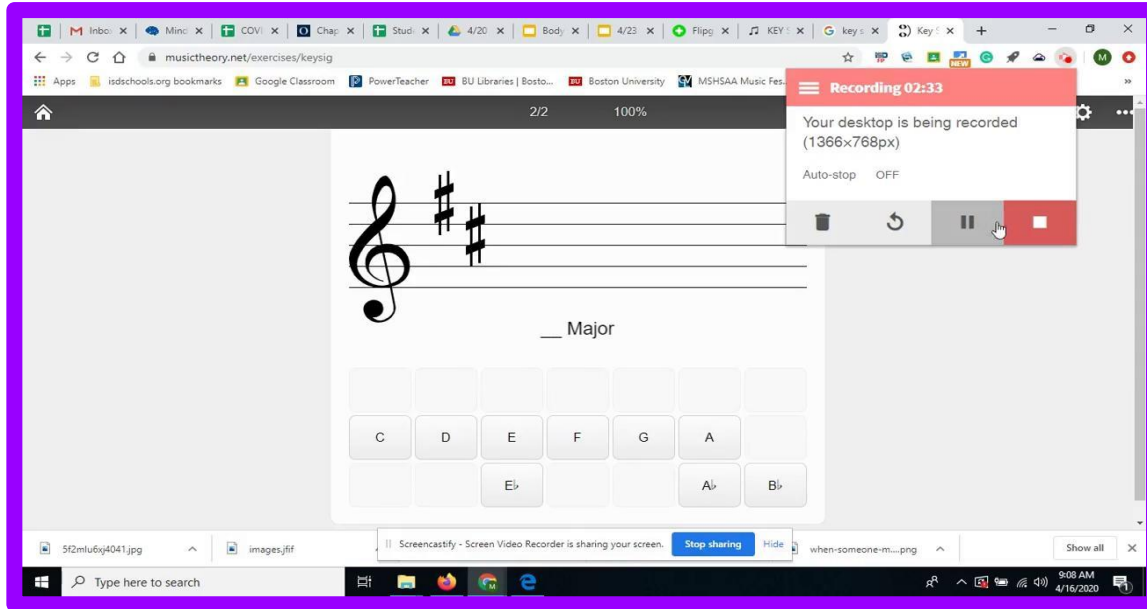 Inbo
Mind
COVI
Chap
Stude
4/20
Body
4/23
Flipg
KEY S
key s
Key S
musictheory.net/exercises/keysig
Apps
isdschools.org bookmarks
Google Classroom
PowerTeacher
BU Libraries | Bosto...
Boston University
MSHSAA Music Fes...
NEW
M
Recording 02:33
2/2
100%
Your desktop is being recorded
(1366×768px)
Auto-stop OFF
__ Major
C D E F G A
E♭ A♭ B♭
5f2mlu6xj4041.jpg
images.jfif
Screencastify - Screen Video Recorder is sharing your screen.
Stop sharing
Hide
when-someone-m....png
Show all
Type here to search
9:08 AM
4/16/2020